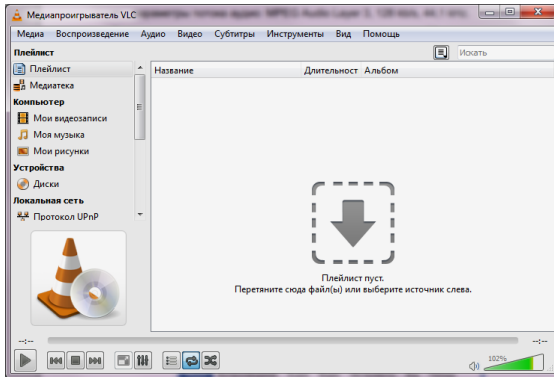 Медиапроигрыватель VLC
Медиа Воспроизведение Аудио Видео Субтитры Инструменты Вид Помощь
Плейлист
Искать
Плейлист
Медиатека
Компьютер
Мои видеозаписи
Моя музыка
Мои рисунки
Устройства
Диски
Локальная сеть
Протокол UPnP
Название Длительност Альбом
Плейлист пуст.
Перетяните сюда файл(ы) или выберите источник слева.
--:-- --:--
102%